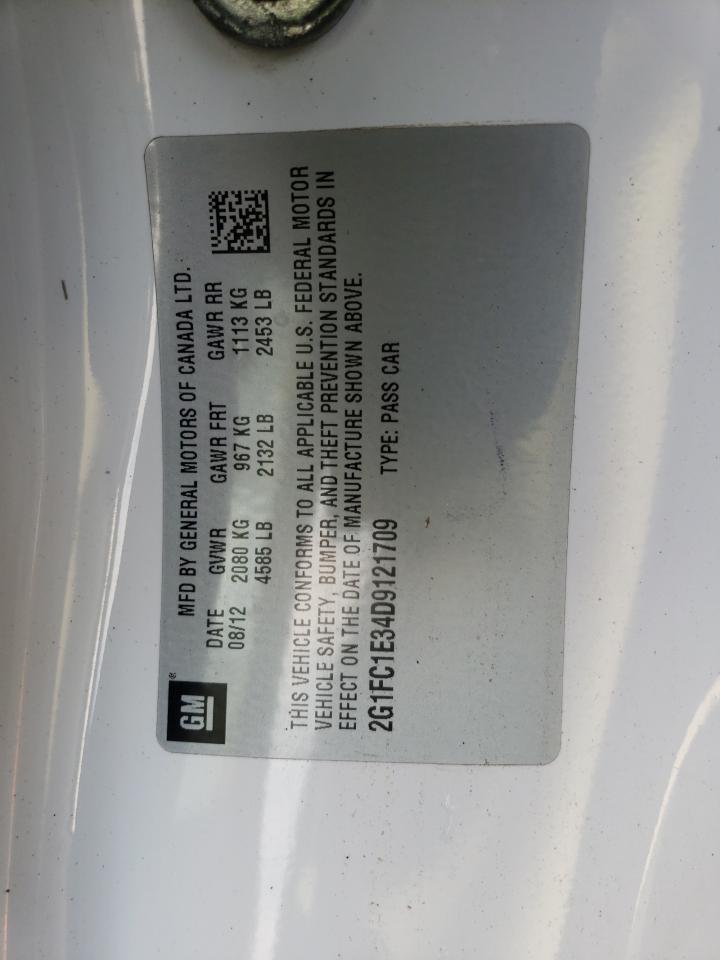 GM®
MFD BY GENERAL MOTORS OF CANADA LTD.
DATE GVWR GAWR FRT GAWR RR
08/12 2080 KG 967 KG 1113 KG
4585 LB 2132 LB 2453 LB
THIS VEHICLE CONFORMS TO ALL APPLICABLE U.S. FEDERAL MOTOR
VEHICLE SAFETY, BUMPER, AND THEFT PREVENTION STANDARDS IN
EFFECT ON THE DATE OF MANUFACTURE SHOWN ABOVE.
2G1FC1E34D9121709 TYPE: PASS CAR